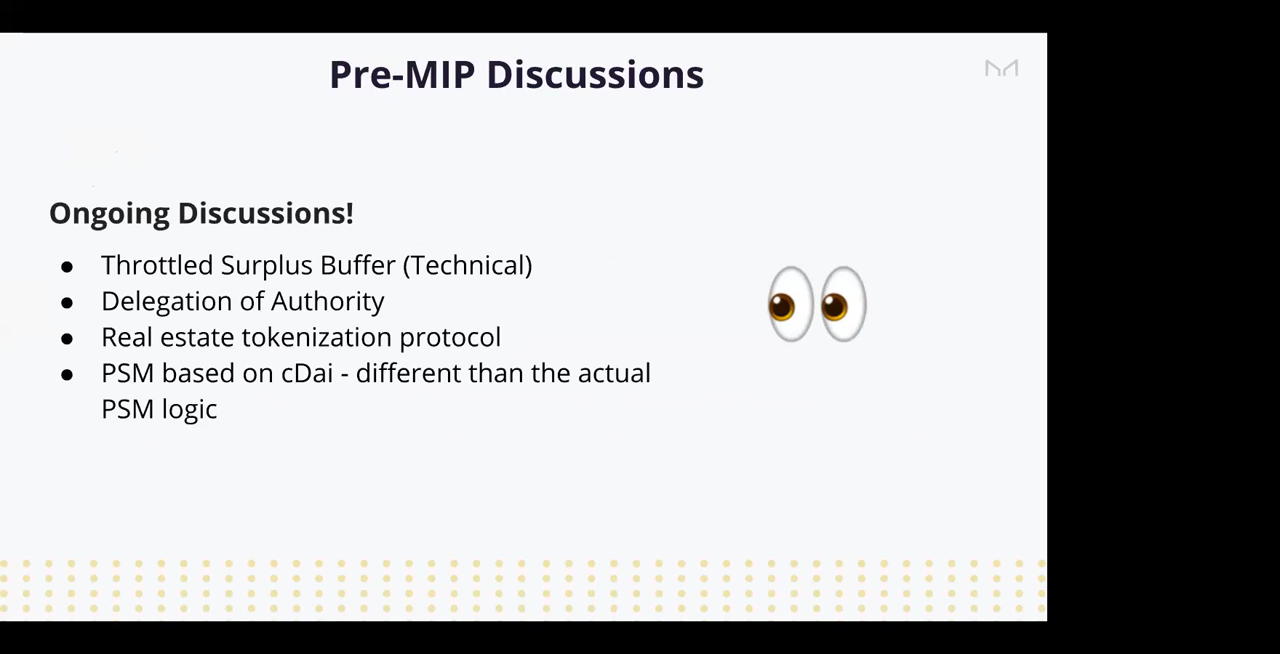 Pre-MIP Discussions
Ongoing Discussions!
● Throttled Surplus Buffer (Technical)
● Delegation of Authority
● Real estate tokenization protocol
● PSM based on cDai - different than the actual
PSM logic